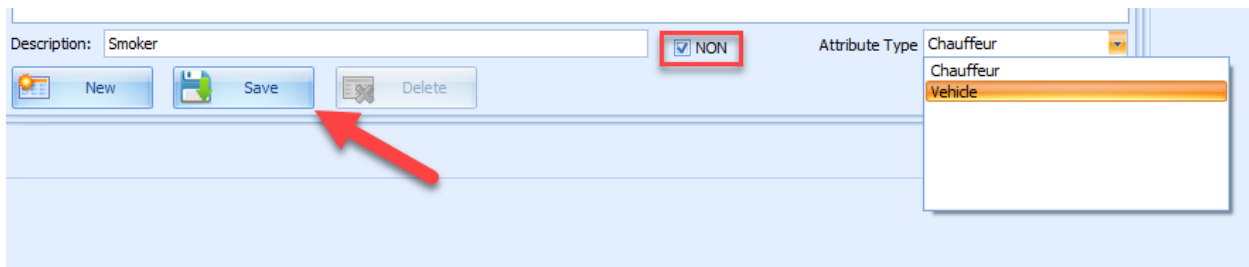 Description: Smoker NON Attribute Type Chauffeur
New Save Delete
Chauffeur
Vehicle